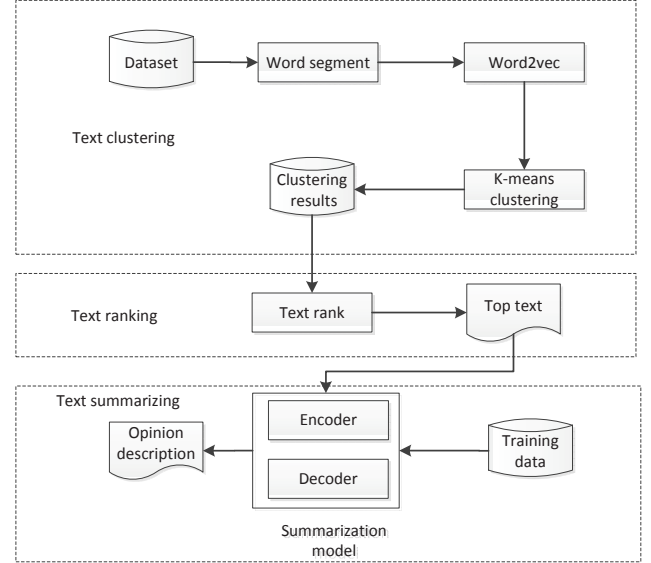 Dataset
Word segment
Word2vec
Text clustering
Clustering
results
K-means
clustering
Text ranking
Text rank
Top text
Text summarizing
Encoder
Opinion
description
Training
data
Decoder
Summarization
model